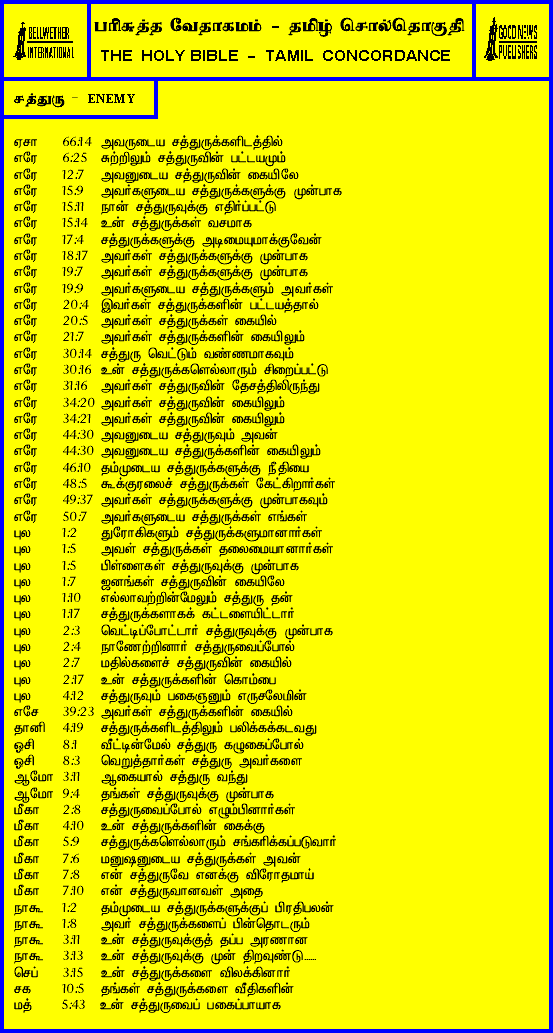 BELLWETHER
INTERNATIONAL
பரிசுத்த வேதாகமம் - தமிழ் சொல்தொகுதி
THE HOLY BIBLE - TAMIL CONCORDANCE
GOOD NEWS
PUBLISHERS
சத்துரு - ENEMY
ஏசா 66:14 அவருடைய சத்துருக்களிடத்தில்
எரே 6:25 சுற்றிலும் சத்துருவின் பட்டயமும்
எரே 12:7 அவனுடைய சத்துருவின் கையிலே
எரே 15:9 அவர்களுடைய சத்துருக்களுக்கு முன்பாக
எரே 15:11 நான் சத்துருவுக்கு எதிர்ப்பட்டு
எரே 15:14 உன் சத்துருக்கள் வசமாக
எரே 17:4 சத்துருக்களுக்கு அடிமையுமாக்குவேன்
எரே 18:17 அவர்கள் சத்துருக்களுக்கு முன்பாக
எரே 19:7 அவர்கள் சத்துருக்களுக்கு முன்பாக
எரே 19:9 அவர்களுடைய சத்துருக்களும் அவர்கள்
எரே 20:4 இவர்கள் சத்துருக்களின் பட்டயத்தால்
எரே 20:5 அவர்கள் சத்துருக்கள் கையில்
எரே 21:7 அவர்கள் சத்துருக்களின் கையிலும்
எரே 30:14 சத்துரு வெட்டும் வண்ணமாகவும்
எரே 30:16 உன் சத்துருக்களெல்லாரும் சிறைப்பட்டு
எரே 31:16 அவர்கள் சத்துருவின் தேசத்திலிருந்து
எரே 34:20 அவர்கள் சத்துருவின் கையிலும்
எரே 34:21 அவர்கள் சத்துருவின் கையிலும்
எரே 44:30 அவனுடைய சத்துருவும் அவன்
எரே 44:30 அவனுடைய சத்துருக்களின் கையிலும்
எரே 46:10 தம்முடைய சத்துருக்களுக்கு நீதியை
எரே 48:5 கூக்குரலைச் சத்துருக்கள் கேட்கிறார்கள்
எரே 49:37 அவர்கள் சத்துருக்களுக்கு முன்பாகவும்
எரே 50:7 அவர்களுடைய சத்துருக்கள் எங்கள்
புல 1:2 துரோகிகளும் சத்துருக்களுமானார்கள்
புல 1:5 அவள் சத்துருக்கள் தலைமையானார்கள்
புல 1:5 பிள்ளைகள் சத்துருவுக்கு முன்பாக
புல 1:7 ஜனங்கள் சத்துருவின் கையிலே
புல 1:10 எல்லாவற்றின்மேலும் சத்துரு தன்
புல 1:17 சத்துருக்களாகக் கட்டளையிட்டார்
புல 2:3 வெட்டிப்போட்டார் சத்துருவுக்கு முன்பாக
புல 2:4 நாணேற்றினார் சத்துருவைப்போல்
புல 2:7 மதில்களைச் சத்துருவின் கையில்
புல 2:17 உன் சத்துருக்களின் கொம்பை
புல 4:12 சத்துருவும் பகைஞனும் எருசலேமின்
எசே 39:23 அவர்கள் சத்துருக்களின் கையில்
தானி 4:19 சத்துருக்களிடத்திலும் பலிக்கக்கடவது
ஓசி 8:1 வீட்டின்மேல் சத்துரு கழுகைப்போல்
ஓசி 8:3 வெறுத்தார்கள் சத்துரு அவர்களை
ஆமோ 3:11 ஆகையால் சத்துரு வந்து
ஆமோ 9:4 தங்கள் சத்துருவுக்கு முன்பாக
மீகா 2:8 சத்துருவைப்போல் எழும்பினார்கள்
மீகா 4:10 உன் சத்துருக்களின் கைக்கு
மீகா 5:9 சத்துருக்களெல்லாரும் சங்கரிக்கப்படுவார்
மீகா 7:6 மனுஷனுடைய சத்துருக்கள் அவன்
மீகா 7:8 என் சத்துருவே எனக்கு விரோதமாய்
மீகா 7:10 என் சத்துருவானவள் அதை
நாகூ 1:2 தம்முடைய சத்துருக்களுக்குப் பிரதிபலன்
நாகூ 1:8 அவர் சத்துருக்களைப் பின்தொடரும்
நாகூ 3:11 உன் சத்துருவுக்குத் தப்ப அரணான
நாகூ 3:13 உன் சத்துருவுக்கு முன் திறவுண்டு......
செப் 3:15 உன் சத்துருக்களை விலக்கினார்
சக 10:5 தங்கள் சத்துருக்களை வீதிகளின்
மத் 5:43 உன் சத்துருவைப் பகைப்பாயாக